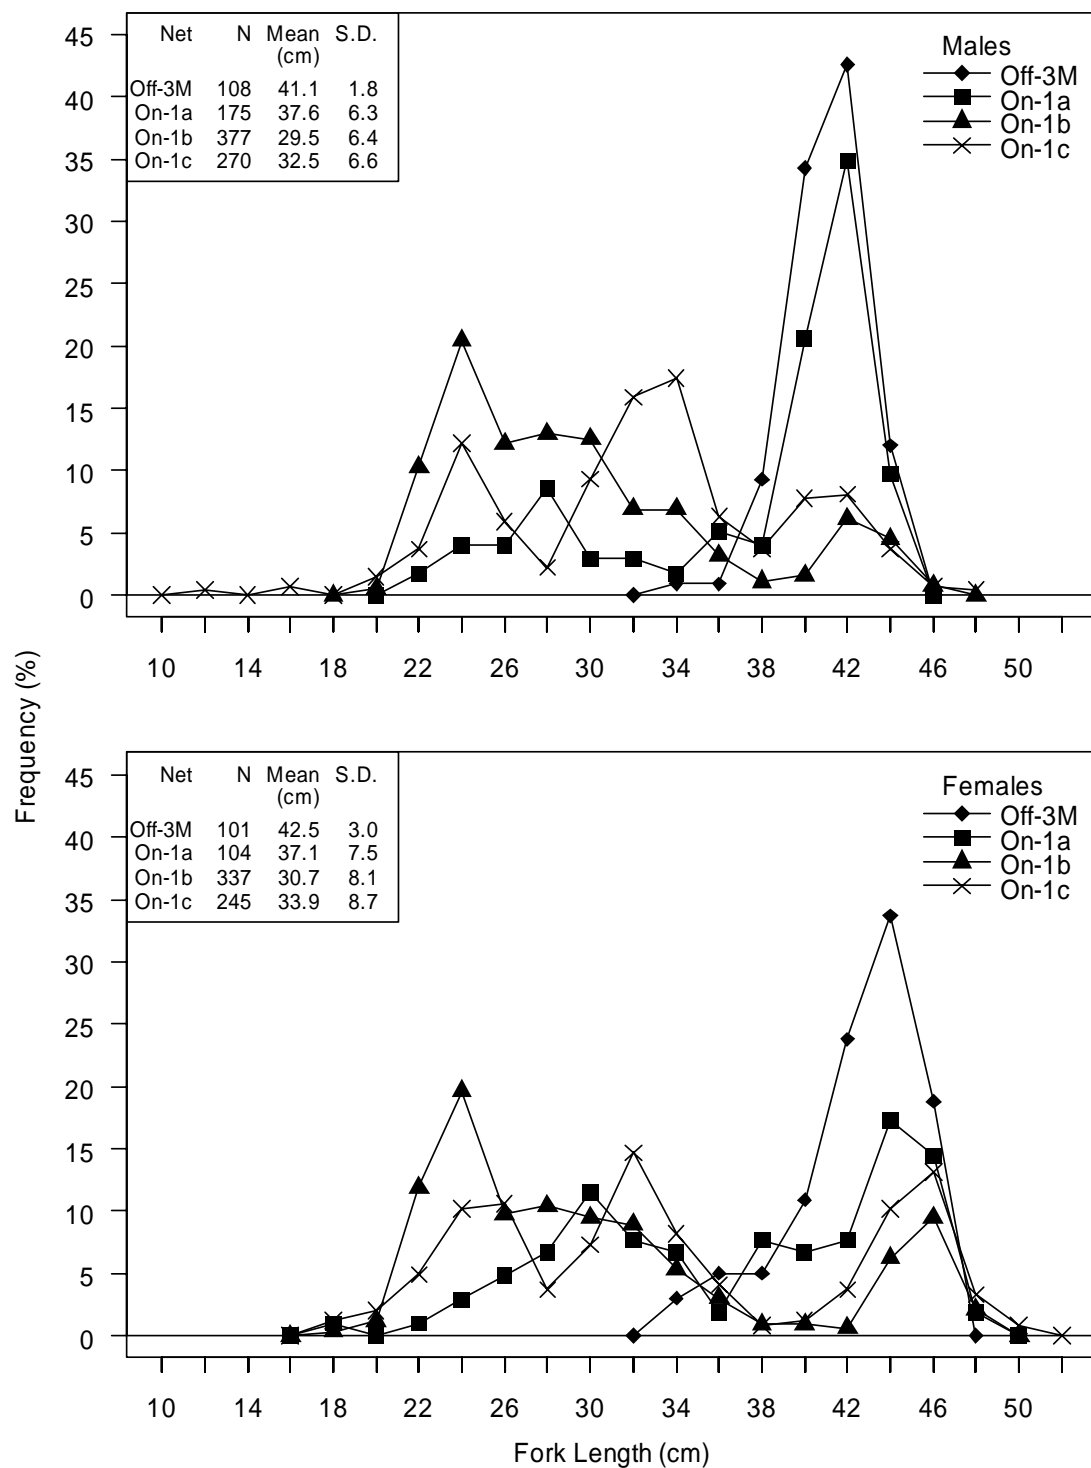 Net N Mean S.D.
(cm)
Off-3M 108 41.1 1.8
On-1a 175 37.6 6.3
On-1b 377 29.5 6.4
On-1c 270 32.5 6.6
Males
Off-3M
On-1a
On-1b
On-1c
45
40
35
30
25
20
15
10
5
0
10 14 18 22 26 30 34 38 42 46 50
Frequency (%)
Net N Mean S.D.
(cm)
Off-3M 101 42.5 3.0
On-1a 104 37.1 7.5
On-1b 337 30.7 8.1
On-1c 245 33.9 8.7
Females
Off-3M
On-1a
On-1b
On-1c
45
40
35
30
25
20
15
10
5
0
10 14 18 22 26 30 34 38 42 46 50
Fork Length (cm)